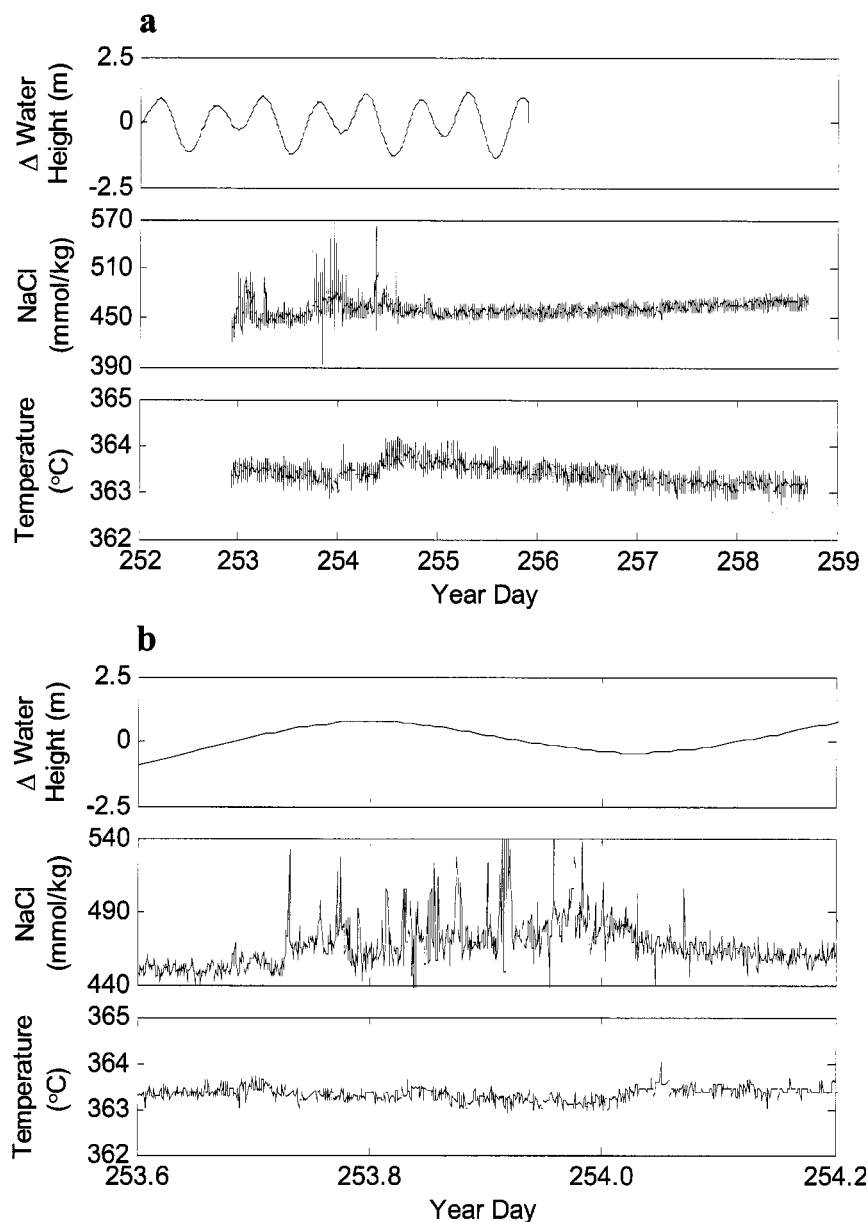 a
Δ Water
Height (m)
2.5
0
-2.5
NaCl
(mmol/kg)
570
510
450
390
Temperature
(°C)
365
364
363
362
252 253 254 255 256 257 258 259
Year Day
b
Δ Water
Height (m)
2.5
0
-2.5
NaCl
(mmol/kg)
540
490
440
Temperature
(°C)
365
364
363
362
253.6 253.8 254.0 254.2
Year Day